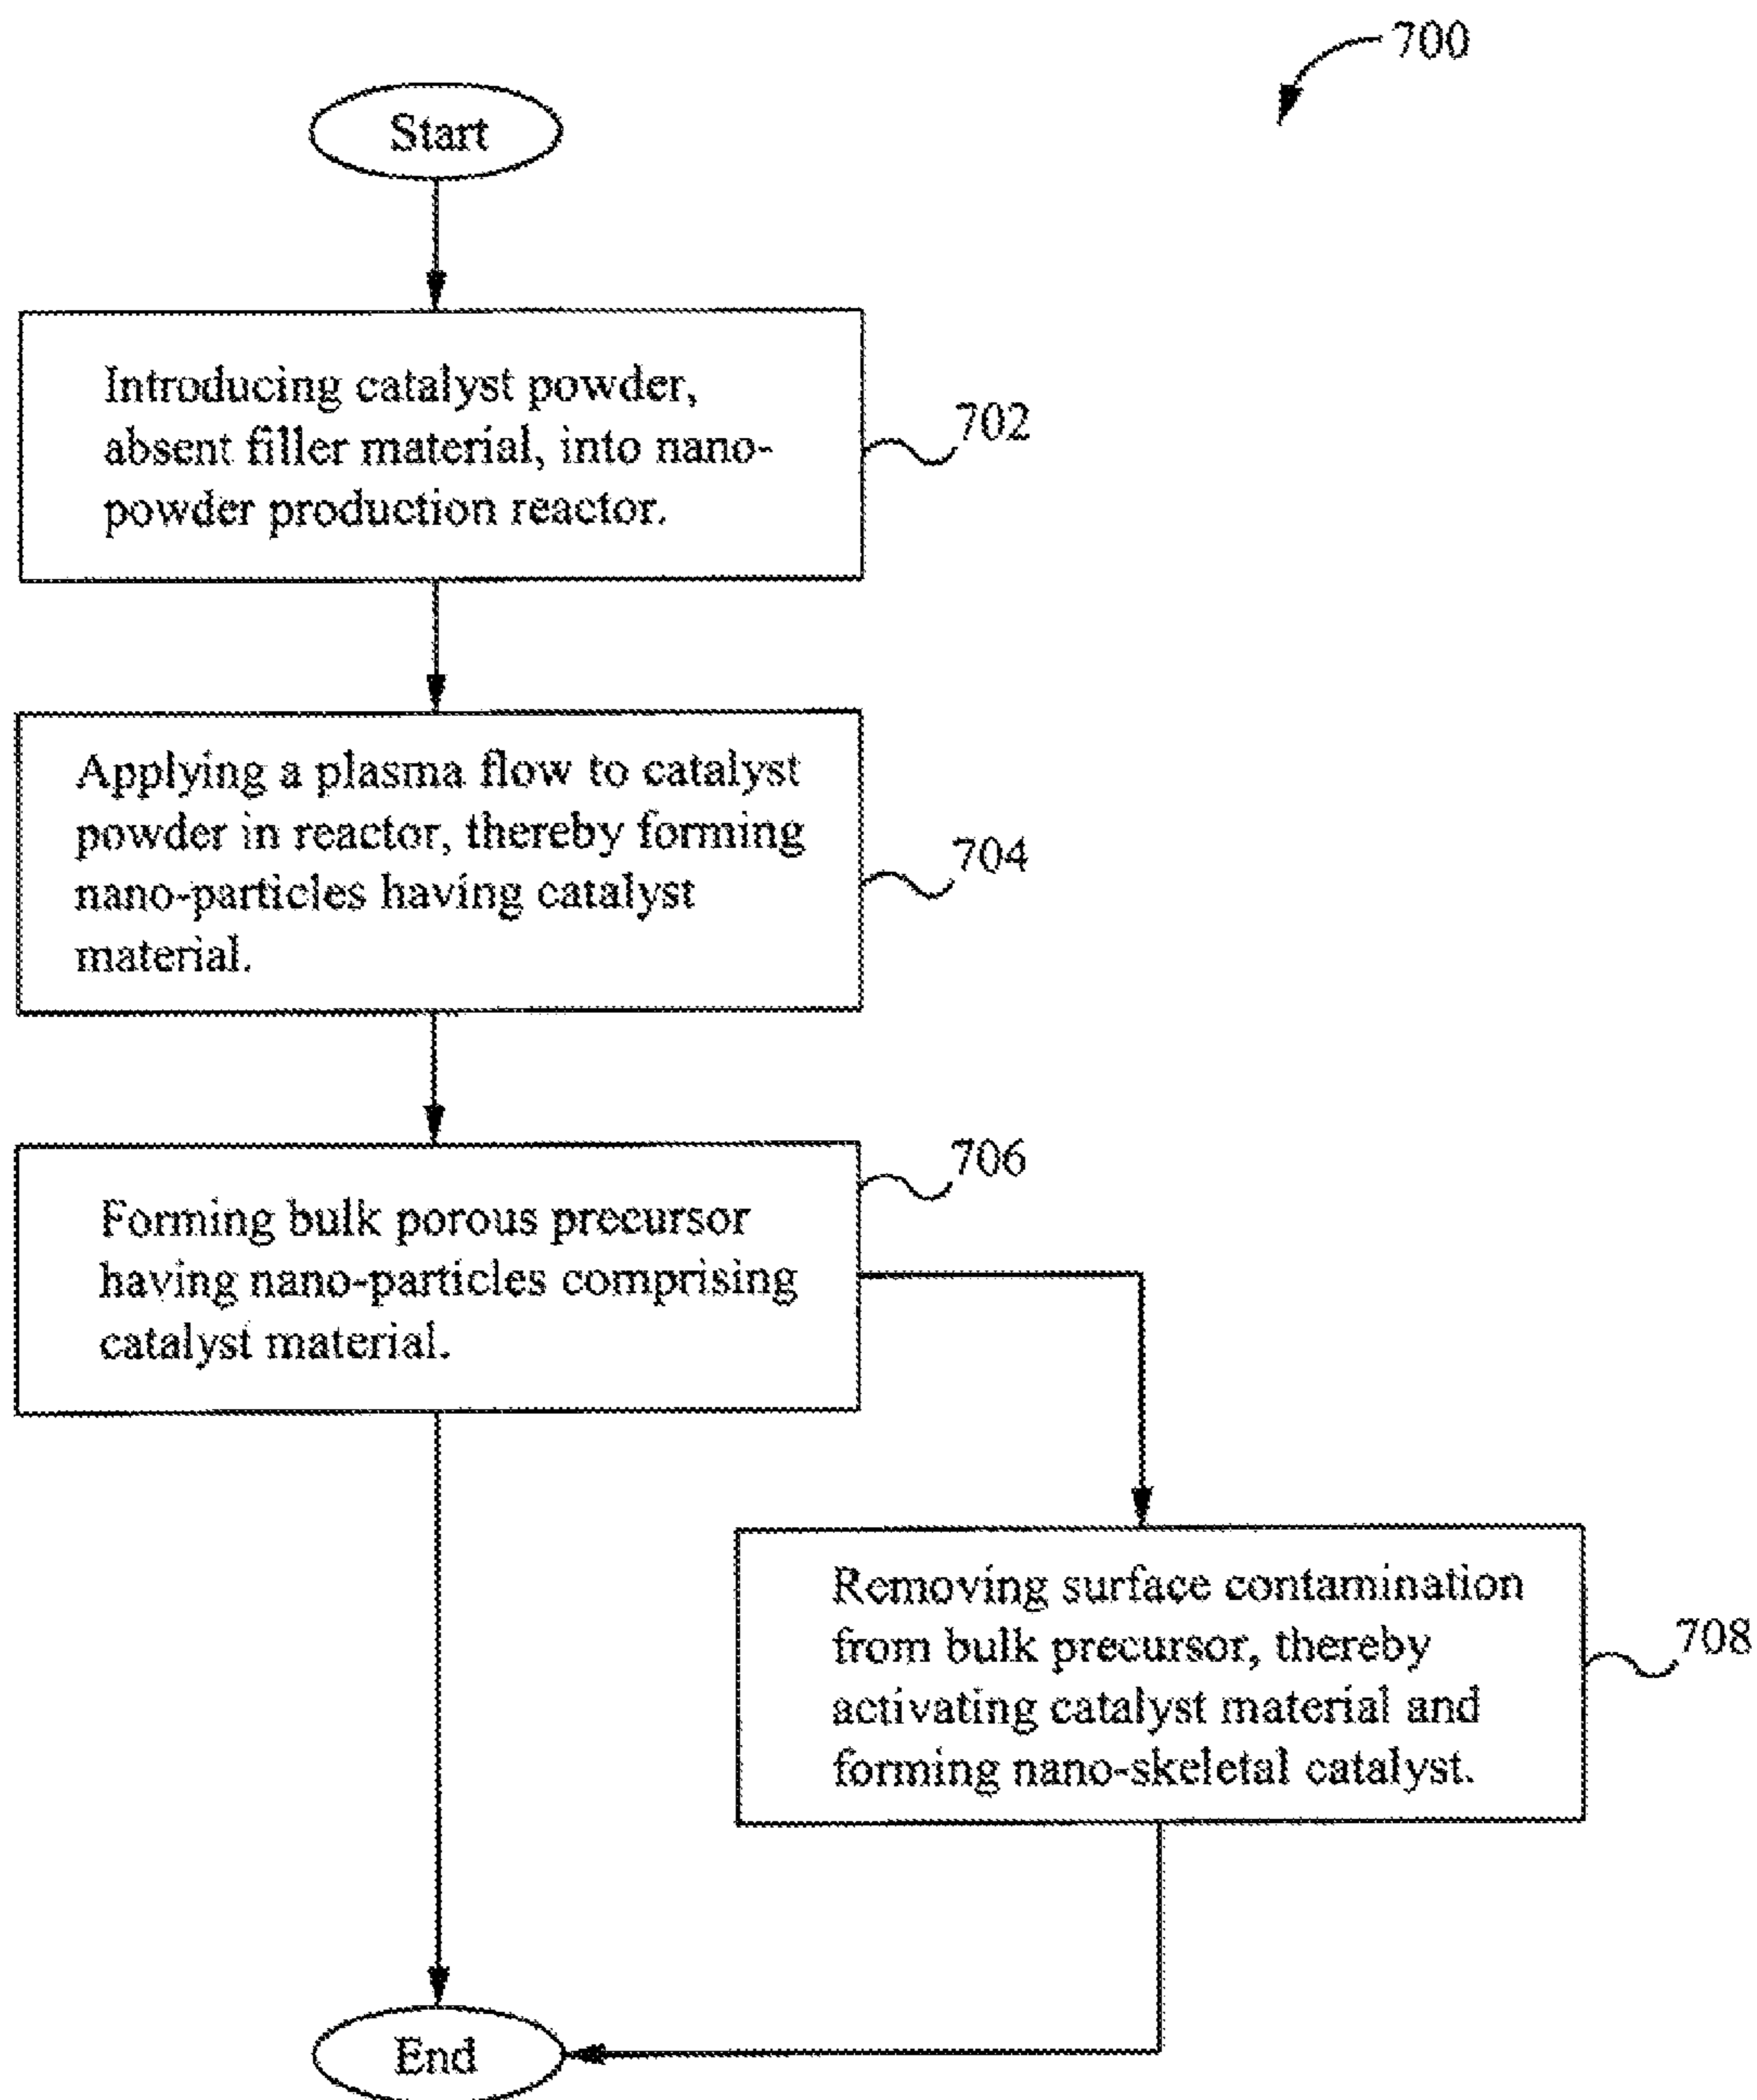 700
Start
Introducing catalyst powder,
absent filler material, into nano-
powder production reactor.
702
Applying a plasma flow to catalyst
powder in reactor, thereby forming
nano-particles having catalyst
material.
704
Forming bulk porous precursor
having nano-particles comprising
catalyst material.
706
Removing surface contamination
from bulk precursor, thereby
activating catalyst material and
forming nano-skeletal catalyst.
708
End